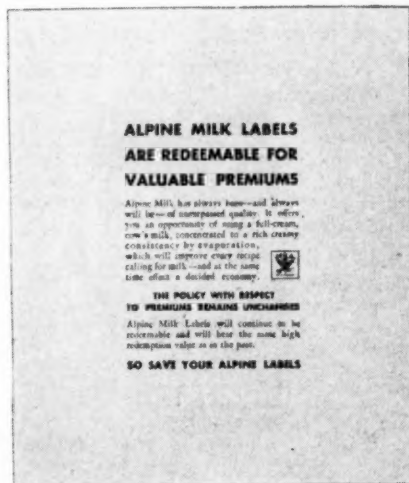 ALPINE MILK LABELS
ARE REDEEMABLE FOR
VALUABLE PREMIUMS
Alpine Milk has always been—and always
will be—of unsurpassed quality. It offers
you an opportunity of using a full-cream,
cow's milk, concentrated to a rich creamy
consistency by evaporation,
which will improve every recipe
calling for milk—and at the same
time effect a decided economy.
THE POLICY WITH RESPECT
TO PREMIUMS REMAINS UNCHANGED
Alpine Milk Labels will continue to be
redeemable and will bear the same high
redemption value as in the past.
SO SAVE YOUR ALPINE LABELS